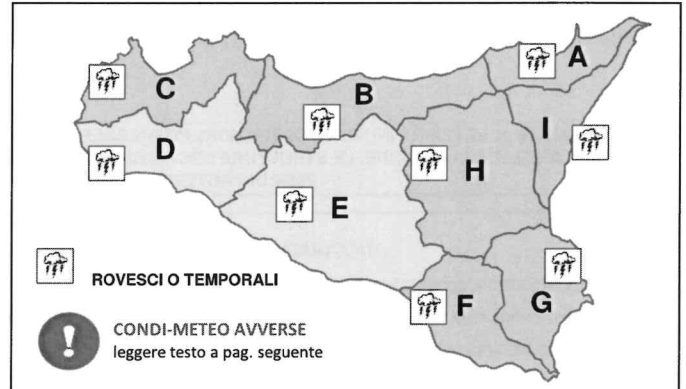 A
C
B
I
D
H
E
ROVESCI O TEMPORALI
F
G
CONDI-METEO AVVERSE
leggere testo a pag. seguente